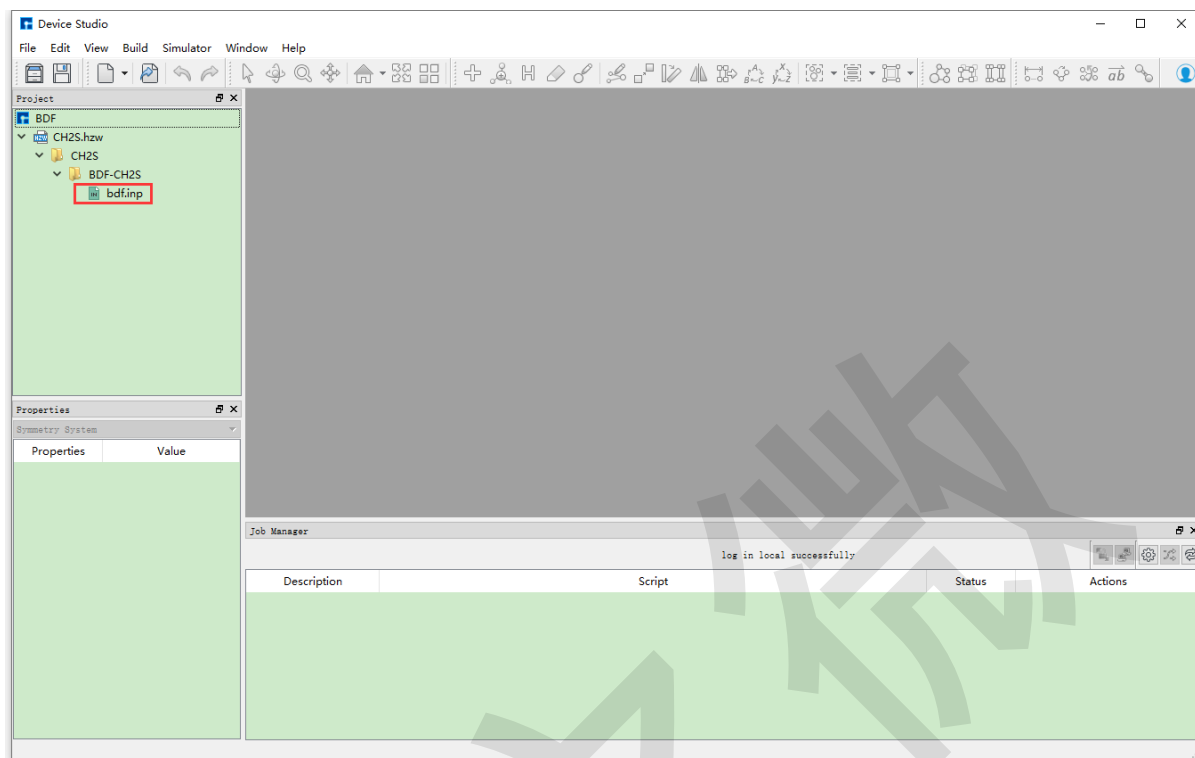 Device Studio
File Edit View Build Simulator Window Help
Project
BDF
CH2S.hzw
CH2S
BDF-CH2S
bdf.inp
Properties
Symmetry System
Properties Value
Job Manager
log in local successfully
Description Script Status Actions